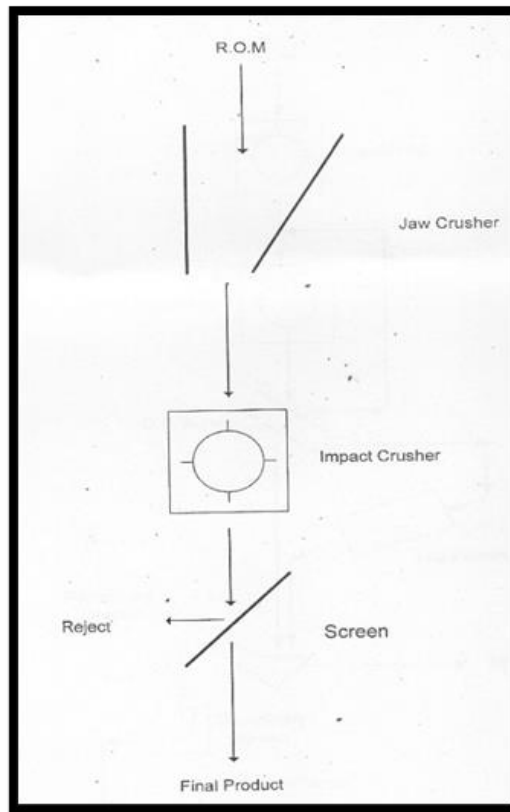 R.O.M
Jaw Crusher
Impact Crusher
Reject
Screen
Final Product